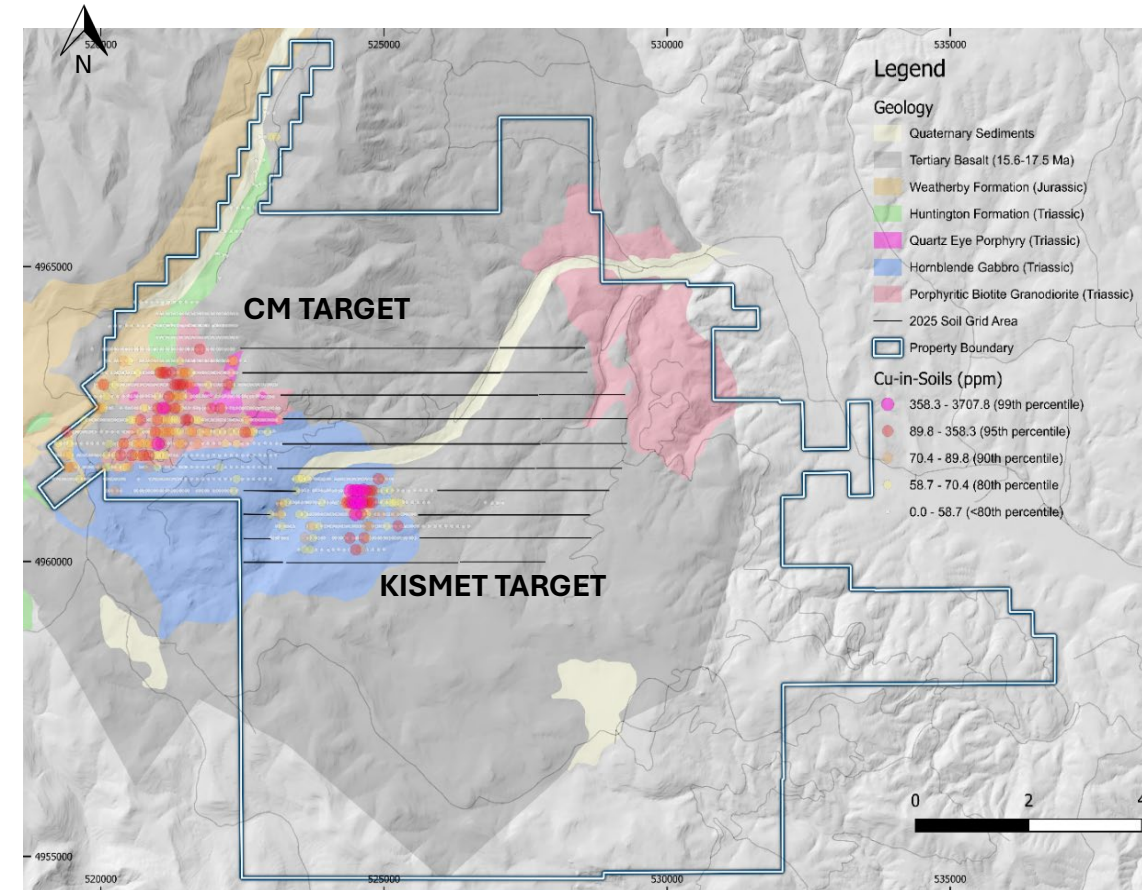 N
520000
525000
530000
535000
Legend
Geology
Quaternary Sediments
Tertiary Basalt (15.6-17.5 Ma)
Weatherby Formation (Jurassic)
Huntington Formation (Triassic)
Quartz Eye Porphyry (Triassic)
Hornblende Gabbro (Triassic)
Porphyritic Biotite Granodiorite (Triassic)
2025 Soil Grid Area
Property Boundary
Cu-in-Soils (ppm)
358.3 - 3707.8 (99th percentile)
89.8 - 358.3 (95th percentile)
70.4 - 89.8 (90th percentile)
58.7 - 70.4 (80th percentile
0.0 - 58.7 (<80th percentile)
4965000
CM TARGET
4960000
KISMET TARGET
0 2 4
4955000
520000
525000
530000
535000